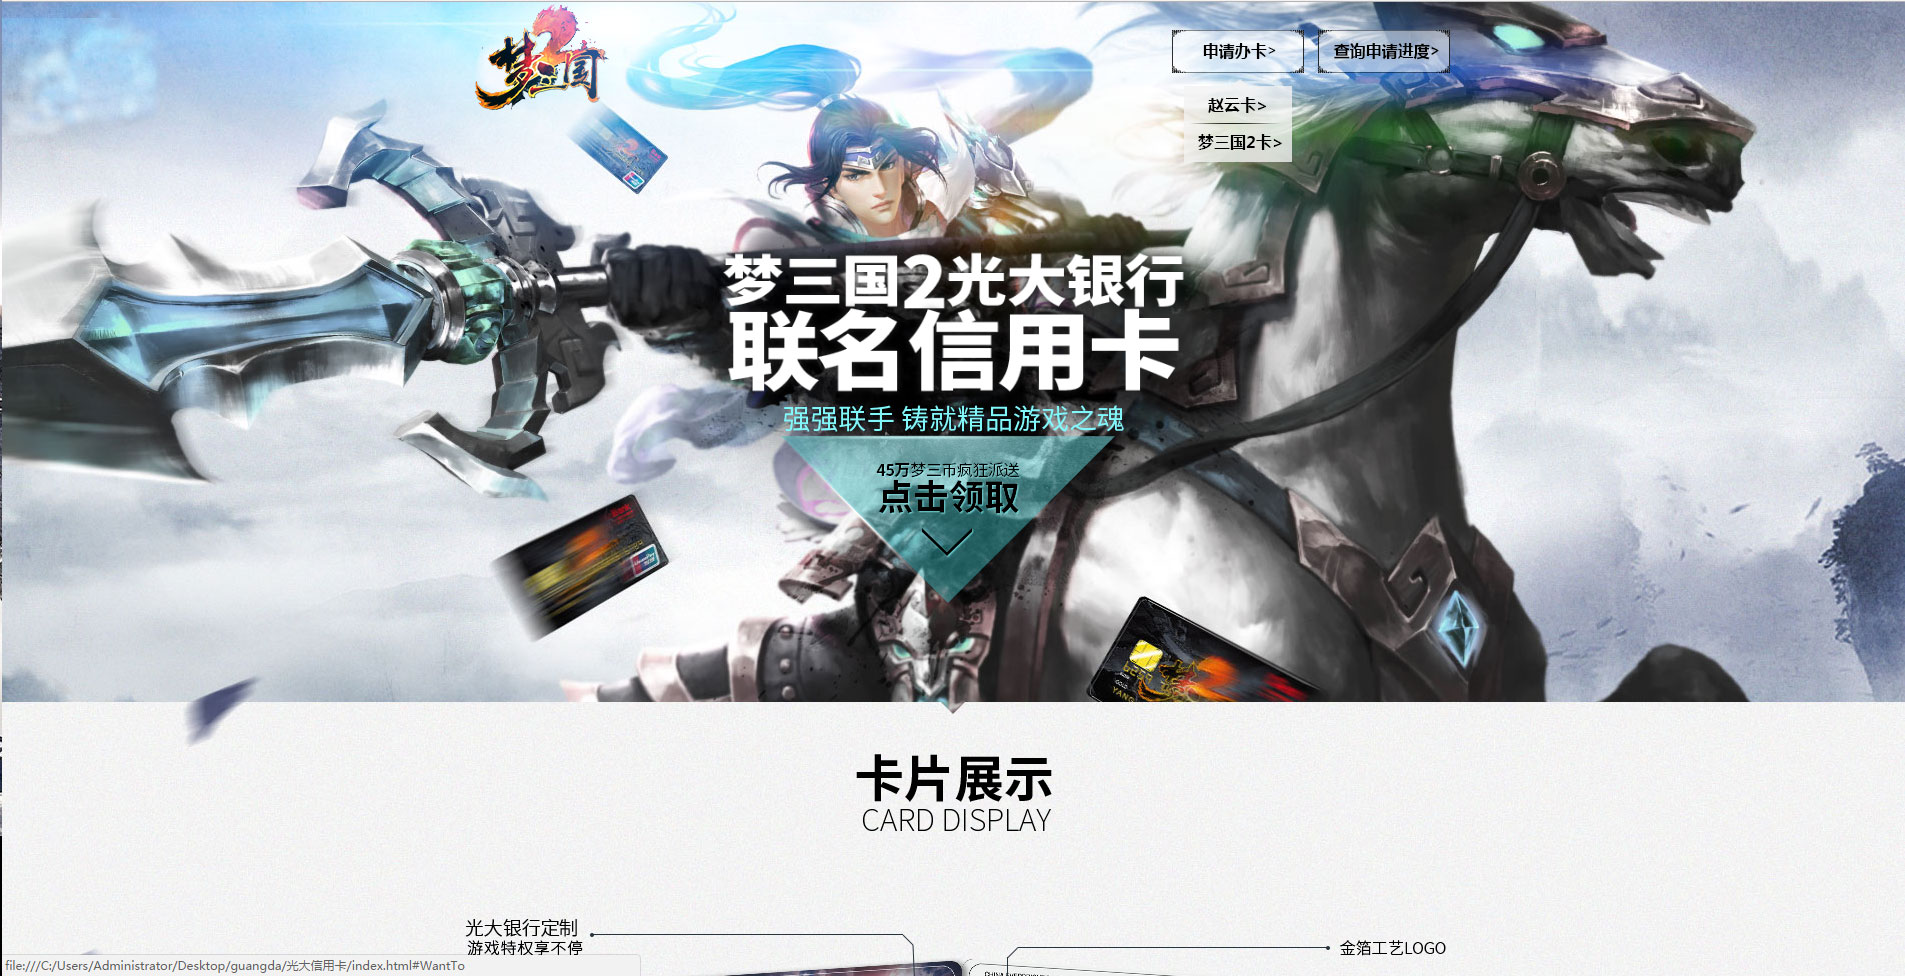 梦三国
2
申请办卡>
查询申请进度>
赵云卡>
梦三国2卡>
梦三国2光大银行
联名信用卡
强强联手 铸就精品游戏之魂
45万梦三币疯狂派送
点击领取
卡片展示
CARD DISPLAY
光大银行定制
游戏特权享不停
金箔工艺LOGO
file:///C:/Users/Administrator/Desktop/guangda/光大信用卡/index.html#WantTo